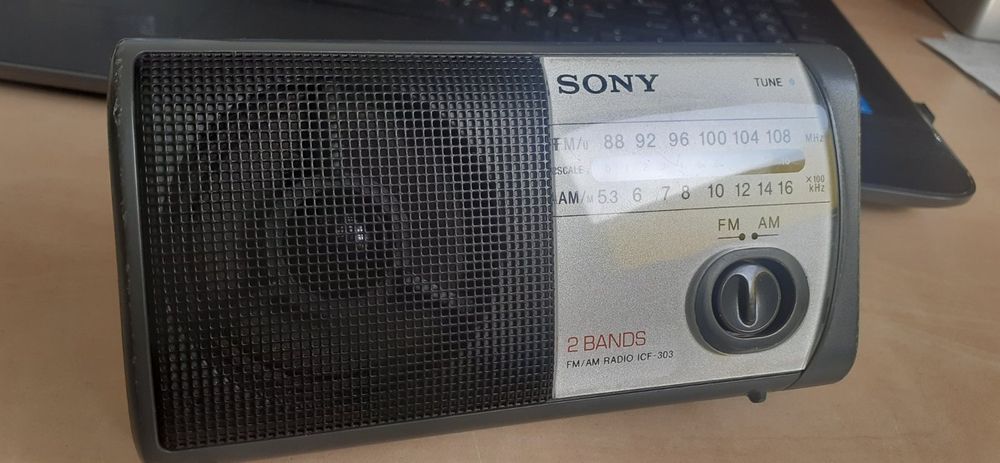 SONY
TUNE
FM/U 88 92 96 100 104 108 MHz
SCALE 10
AM/M 5.3 6 7 8 10 12 14 16 ×100 kHz
FM AM
2 BANDS
FM/AM RADIO ICF-303